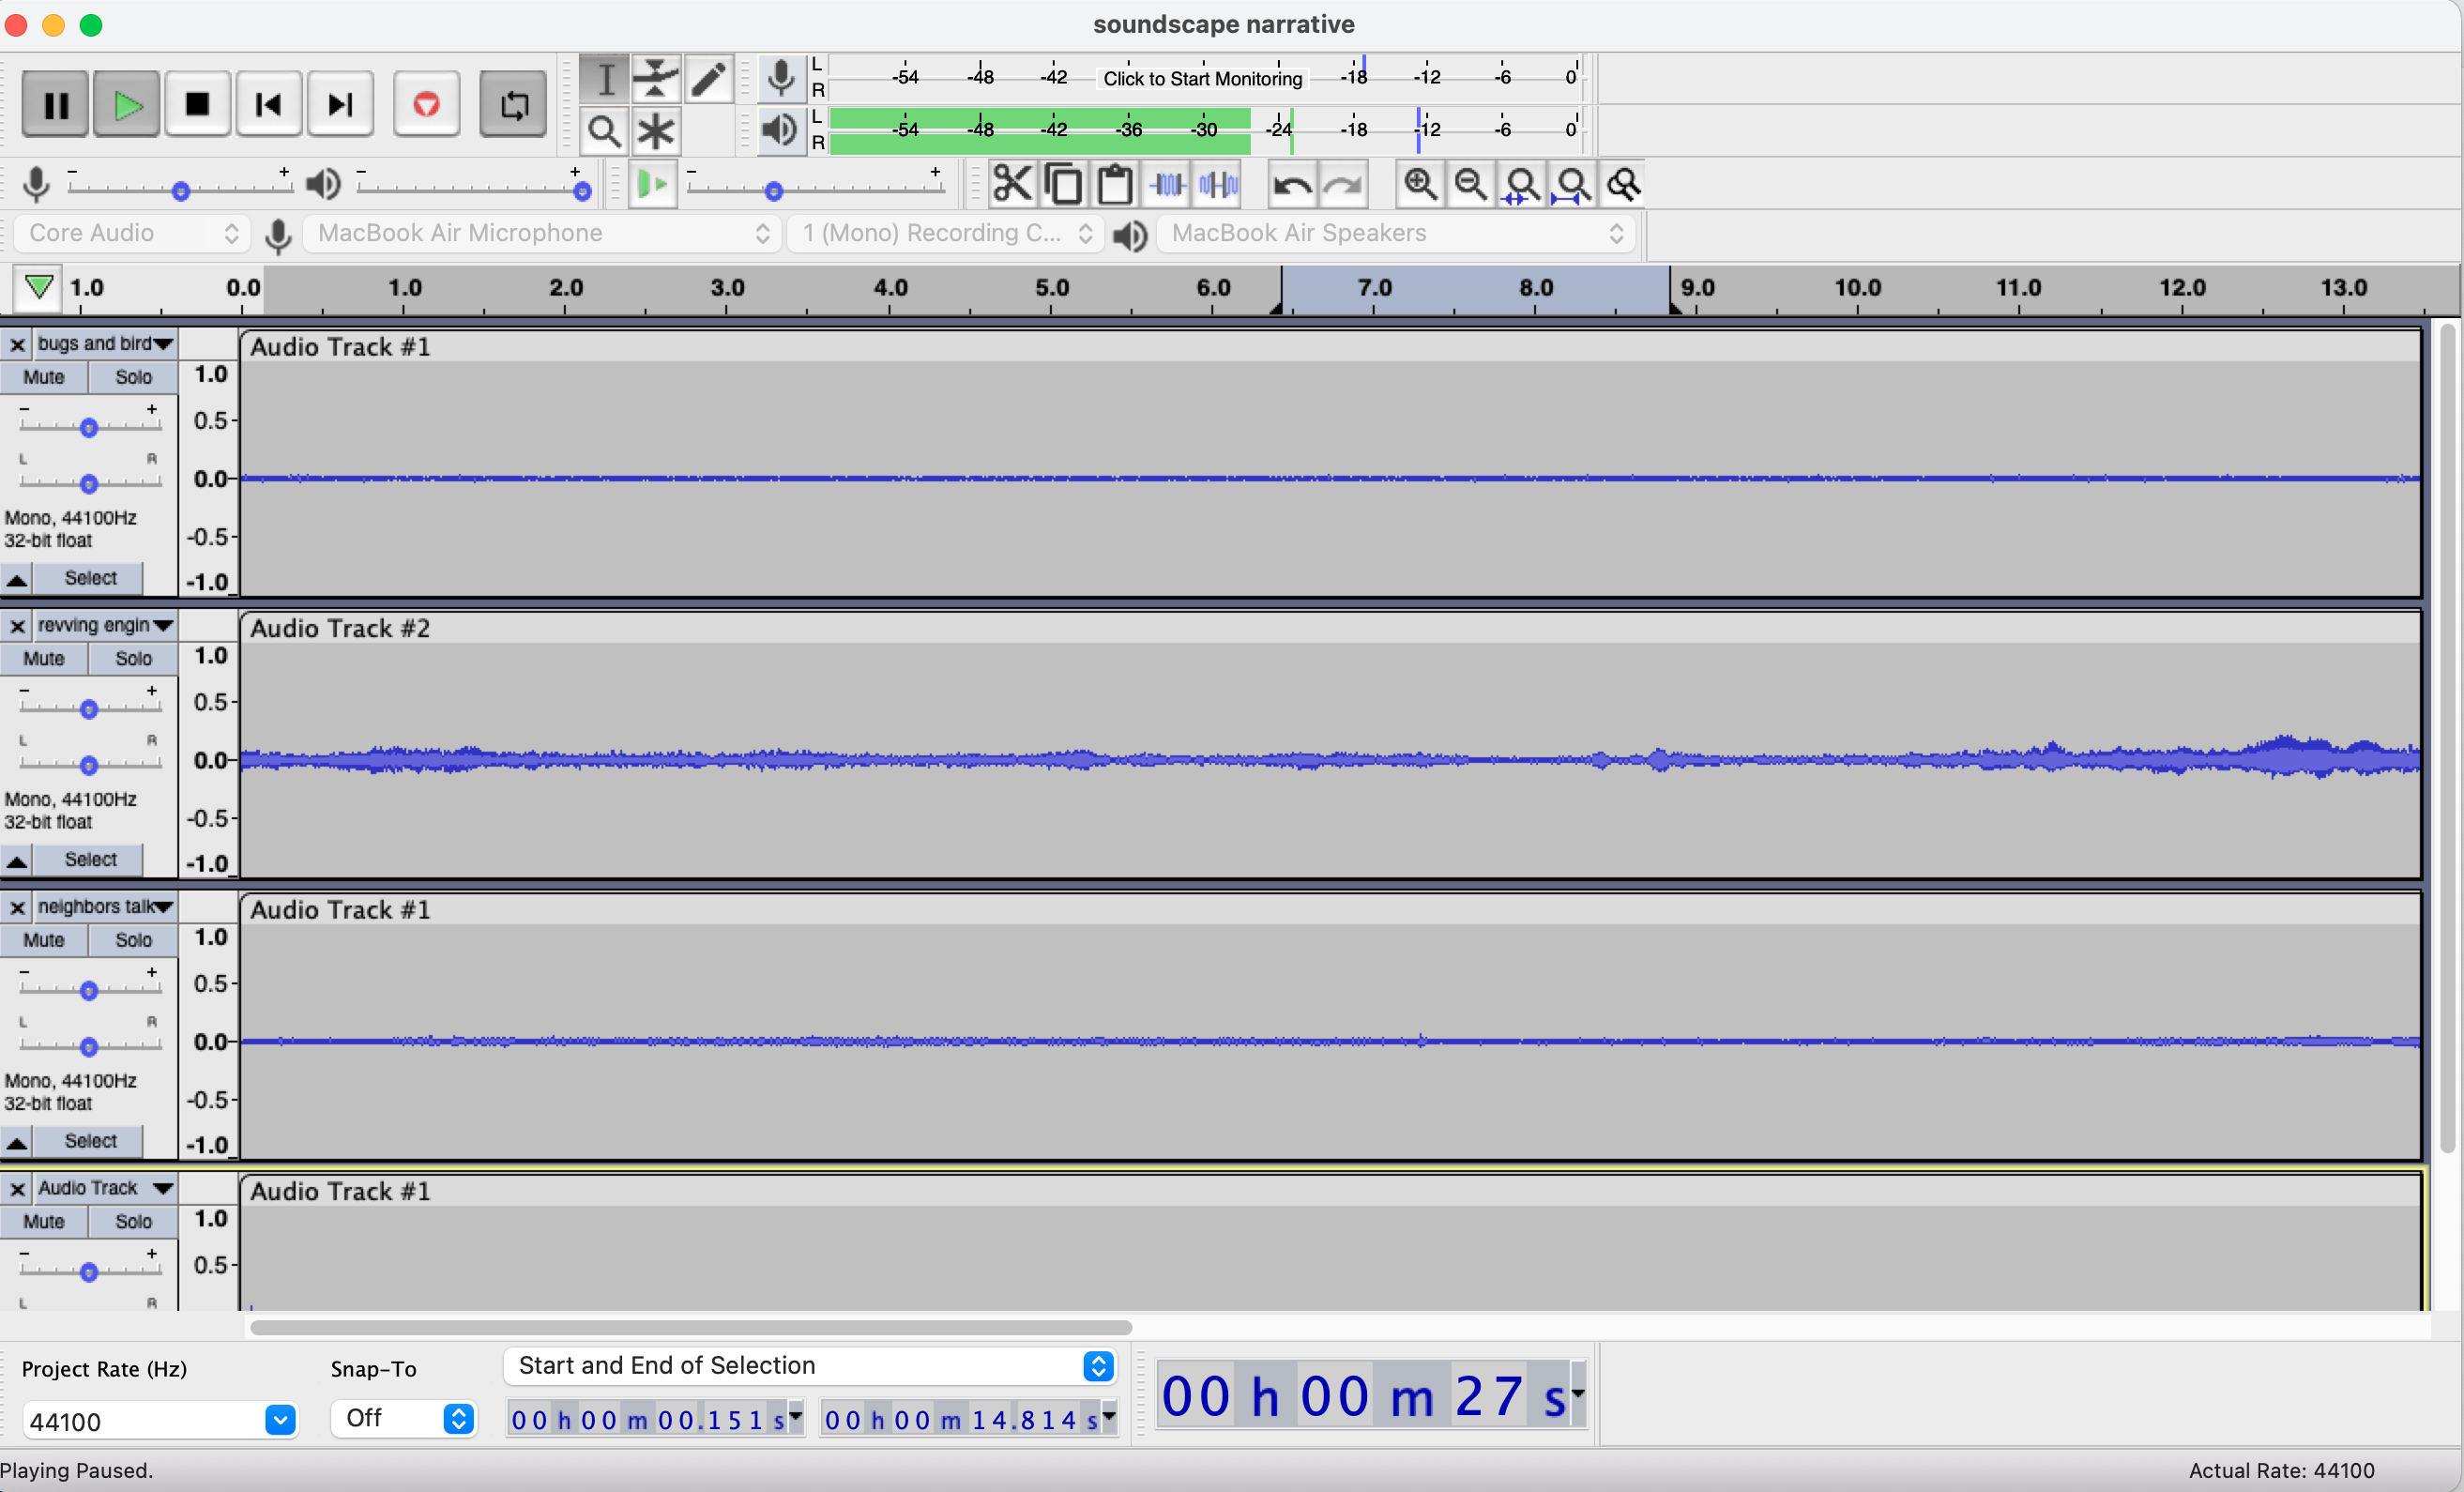 soundscape narrative
L
R
-54 -48 -42 Click to Start Monitoring -18 -12 -6 0
L
R
-54 -48 -42 -36 -30 -24 -18 -12 -6 0
- + - + - +
Core Audio MacBook Air Microphone 1 (Mono) Recording C... MacBook Air Speakers
1.0 0.0 1.0 2.0 3.0 4.0 5.0 6.0 7.0 8.0 9.0 10.0 11.0 12.0 13.0
bugs and bird Audio Track #1
Mute Solo 1.0
- + 0.5
L R
0.0
Mono, 44100Hz
32-bit float -0.5
Select -1.0
revving engin Audio Track #2
Mute Solo 1.0
- + 0.5
L R
0.0
Mono, 44100Hz
32-bit float -0.5
Select -1.0
neighbors talk Audio Track #1
Mute Solo 1.0
- + 0.5
L R
0.0
Mono, 44100Hz
32-bit float -0.5
Select -1.0
Audio Track Audio Track #1
Mute Solo 1.0
- + 0.5
L R
Project Rate (Hz) Snap-To Start and End of Selection
44100 Off 00 h 00 m 00.151 s 00 h 00 m 14.814 s 00 h 00 m 27 s
Playing Paused. Actual Rate: 44100